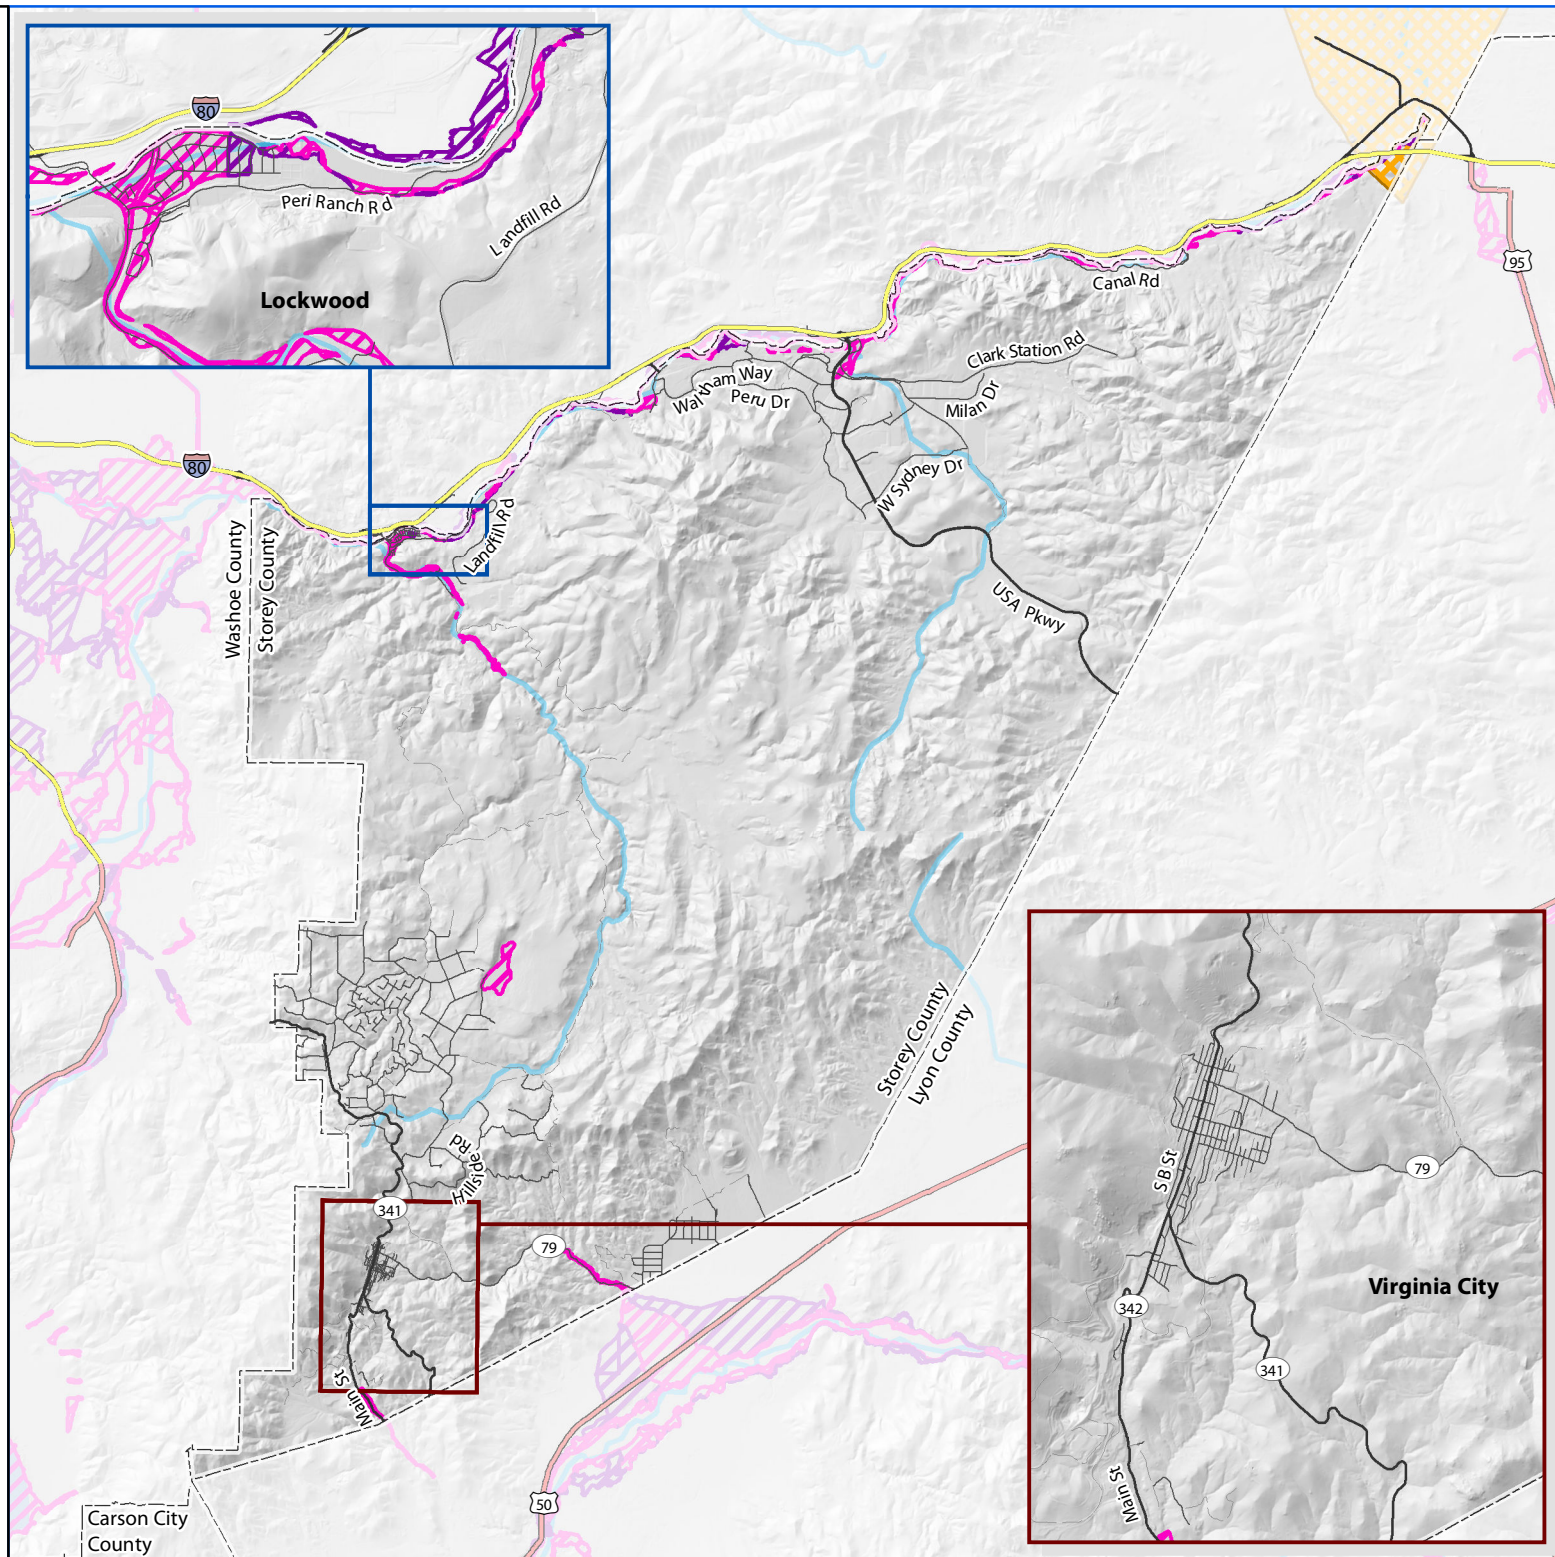 80
Peri Ranch Rd
Landfill Rd
Lockwood
95
Canal Rd
Clark Station Rd
Waltham Way
Peru Dr
Milan Dr
80
W Sydney Dr
Landfill Rd
Washoe County
Storey County
USA Pkwy
Storey County
Lyon County
Hillside Rd
341
79
Main St
50
Carson City
County
S B St
79
Virginia City
342
341
Main St